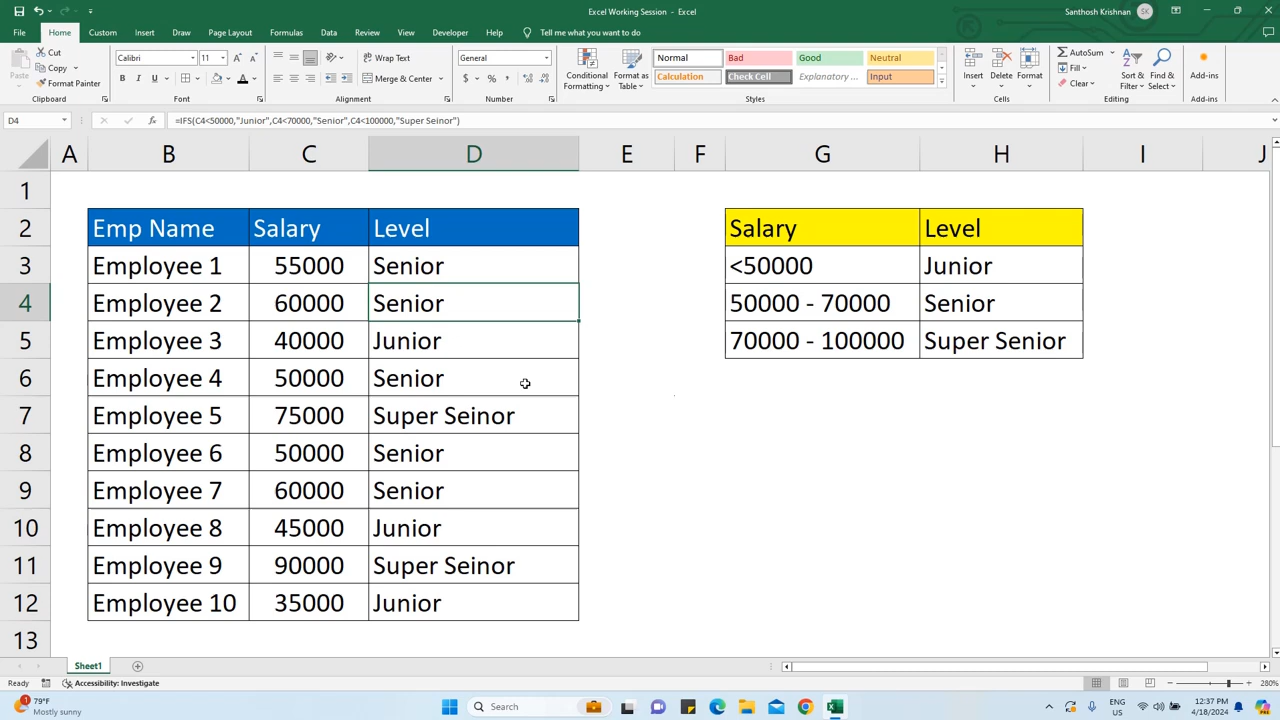 Excel Working Session - Excel
Santhosh Krishnan SK
File Home Custom Insert Draw Page Layout Formulas Data Review View Developer Help Tell me what you want to do
Paste Cut Copy Format Painter
Clipboard
Calibri 11 A A
B I U A
Font
Merge & Center
Alignment
General
$ %
Number
Conditional Formatting Format as Table
Normal Bad Good Neutral
Calculation Check Cell Explanatory ... Input
Styles
Insert Delete Format
Cells
AutoSum Fill Clear Sort & Filter Find & Select
Editing
Add-ins
Add-ins
D4 fx =IFS(C4<50000,"Junior",C4<70000,"Senior",C4<100000,"Super Seinor")
A B C D E F G H I J
1
2 Emp Name Salary Level Salary Level
3 Employee 1 55000 Senior <50000 Junior
4 Employee 2 60000 Senior 50000 - 70000 Senior
5 Employee 3 40000 Junior 70000 - 100000 Super Senior
6 Employee 4 50000 Senior
7 Employee 5 75000 Super Seinor
8 Employee 6 50000 Senior
9 Employee 7 60000 Senior
10 Employee 8 45000 Junior
11 Employee 9 90000 Super Seinor
12 Employee 10 35000 Junior
13
Sheet1
Ready Accessibility: Investigate 280%
79°F
Mostly sunny
1
Search
ENG
US
12:37 PM
4/18/2024